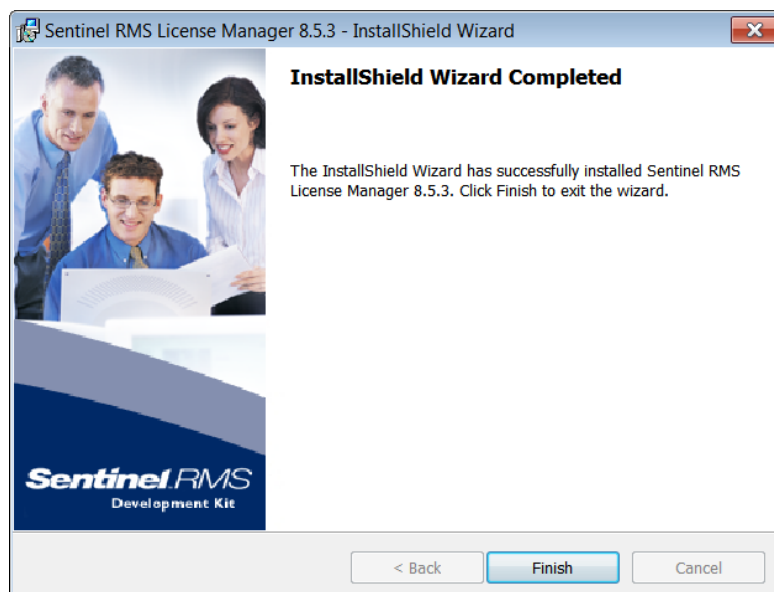 Sentinel RMS License Manager 8.5.3 - InstallShield Wizard
InstallShield Wizard Completed
The InstallShield Wizard has successfully installed Sentinel RMS
License Manager 8.5.3. Click Finish to exit the wizard.
Sentinel.RMS
Development Kit
< Back
Finish
Cancel